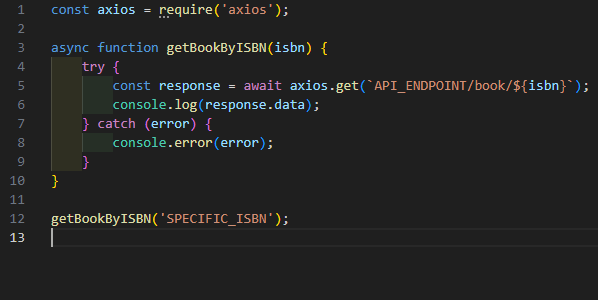 1 const axios = require('axios');
2
3 async function getBookByISBN(isbn) {
4     try {
5         const response = await axios.get(`API_ENDPOINT/book/${isbn}`);
6         console.log(response.data);
7     } catch (error) {
8         console.error(error);
9     }
10 }
11
12 getBookByISBN('SPECIFIC_ISBN');
13